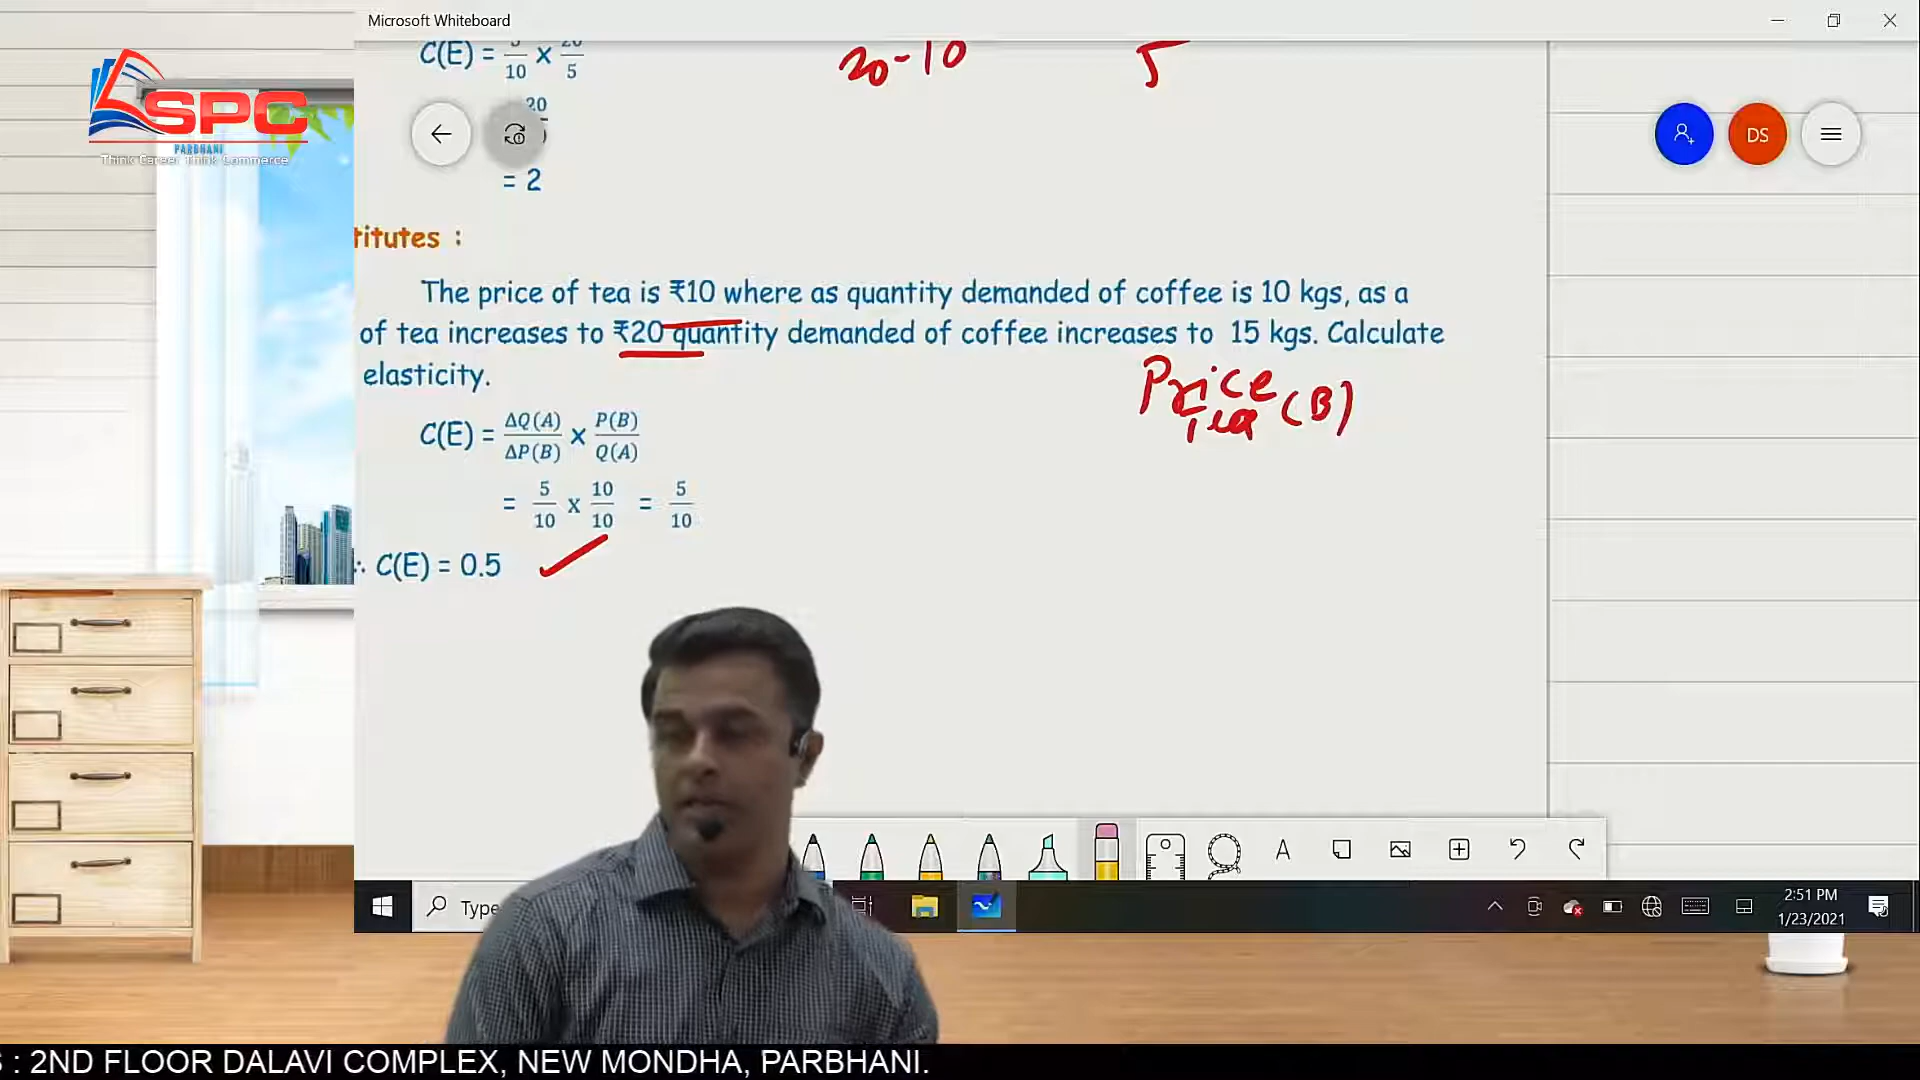 Microsoft Whiteboard
C(E) = 5/10 x 20/5
20-10
5
SPC
PARBHANI
Think Career Think Commerce
20
DS
= 2
titutes :
The price of tea is ₹10 where as quantity demanded of coffee is 10 kgs, as a
of tea increases to ₹20 quantity demanded of coffee increases to 15 kgs. Calculate
elasticity.
Price
Tea (B)
C(E) = ΔQ(A)/ΔP(B) x P(B)/Q(A)
= 5/10 x 10/10 = 5/10
∴ C(E) = 0.5
Type
2:51 PM
1/23/2021
: 2ND FLOOR DALAVI COMPLEX, NEW MONDHA, PARBHANI.